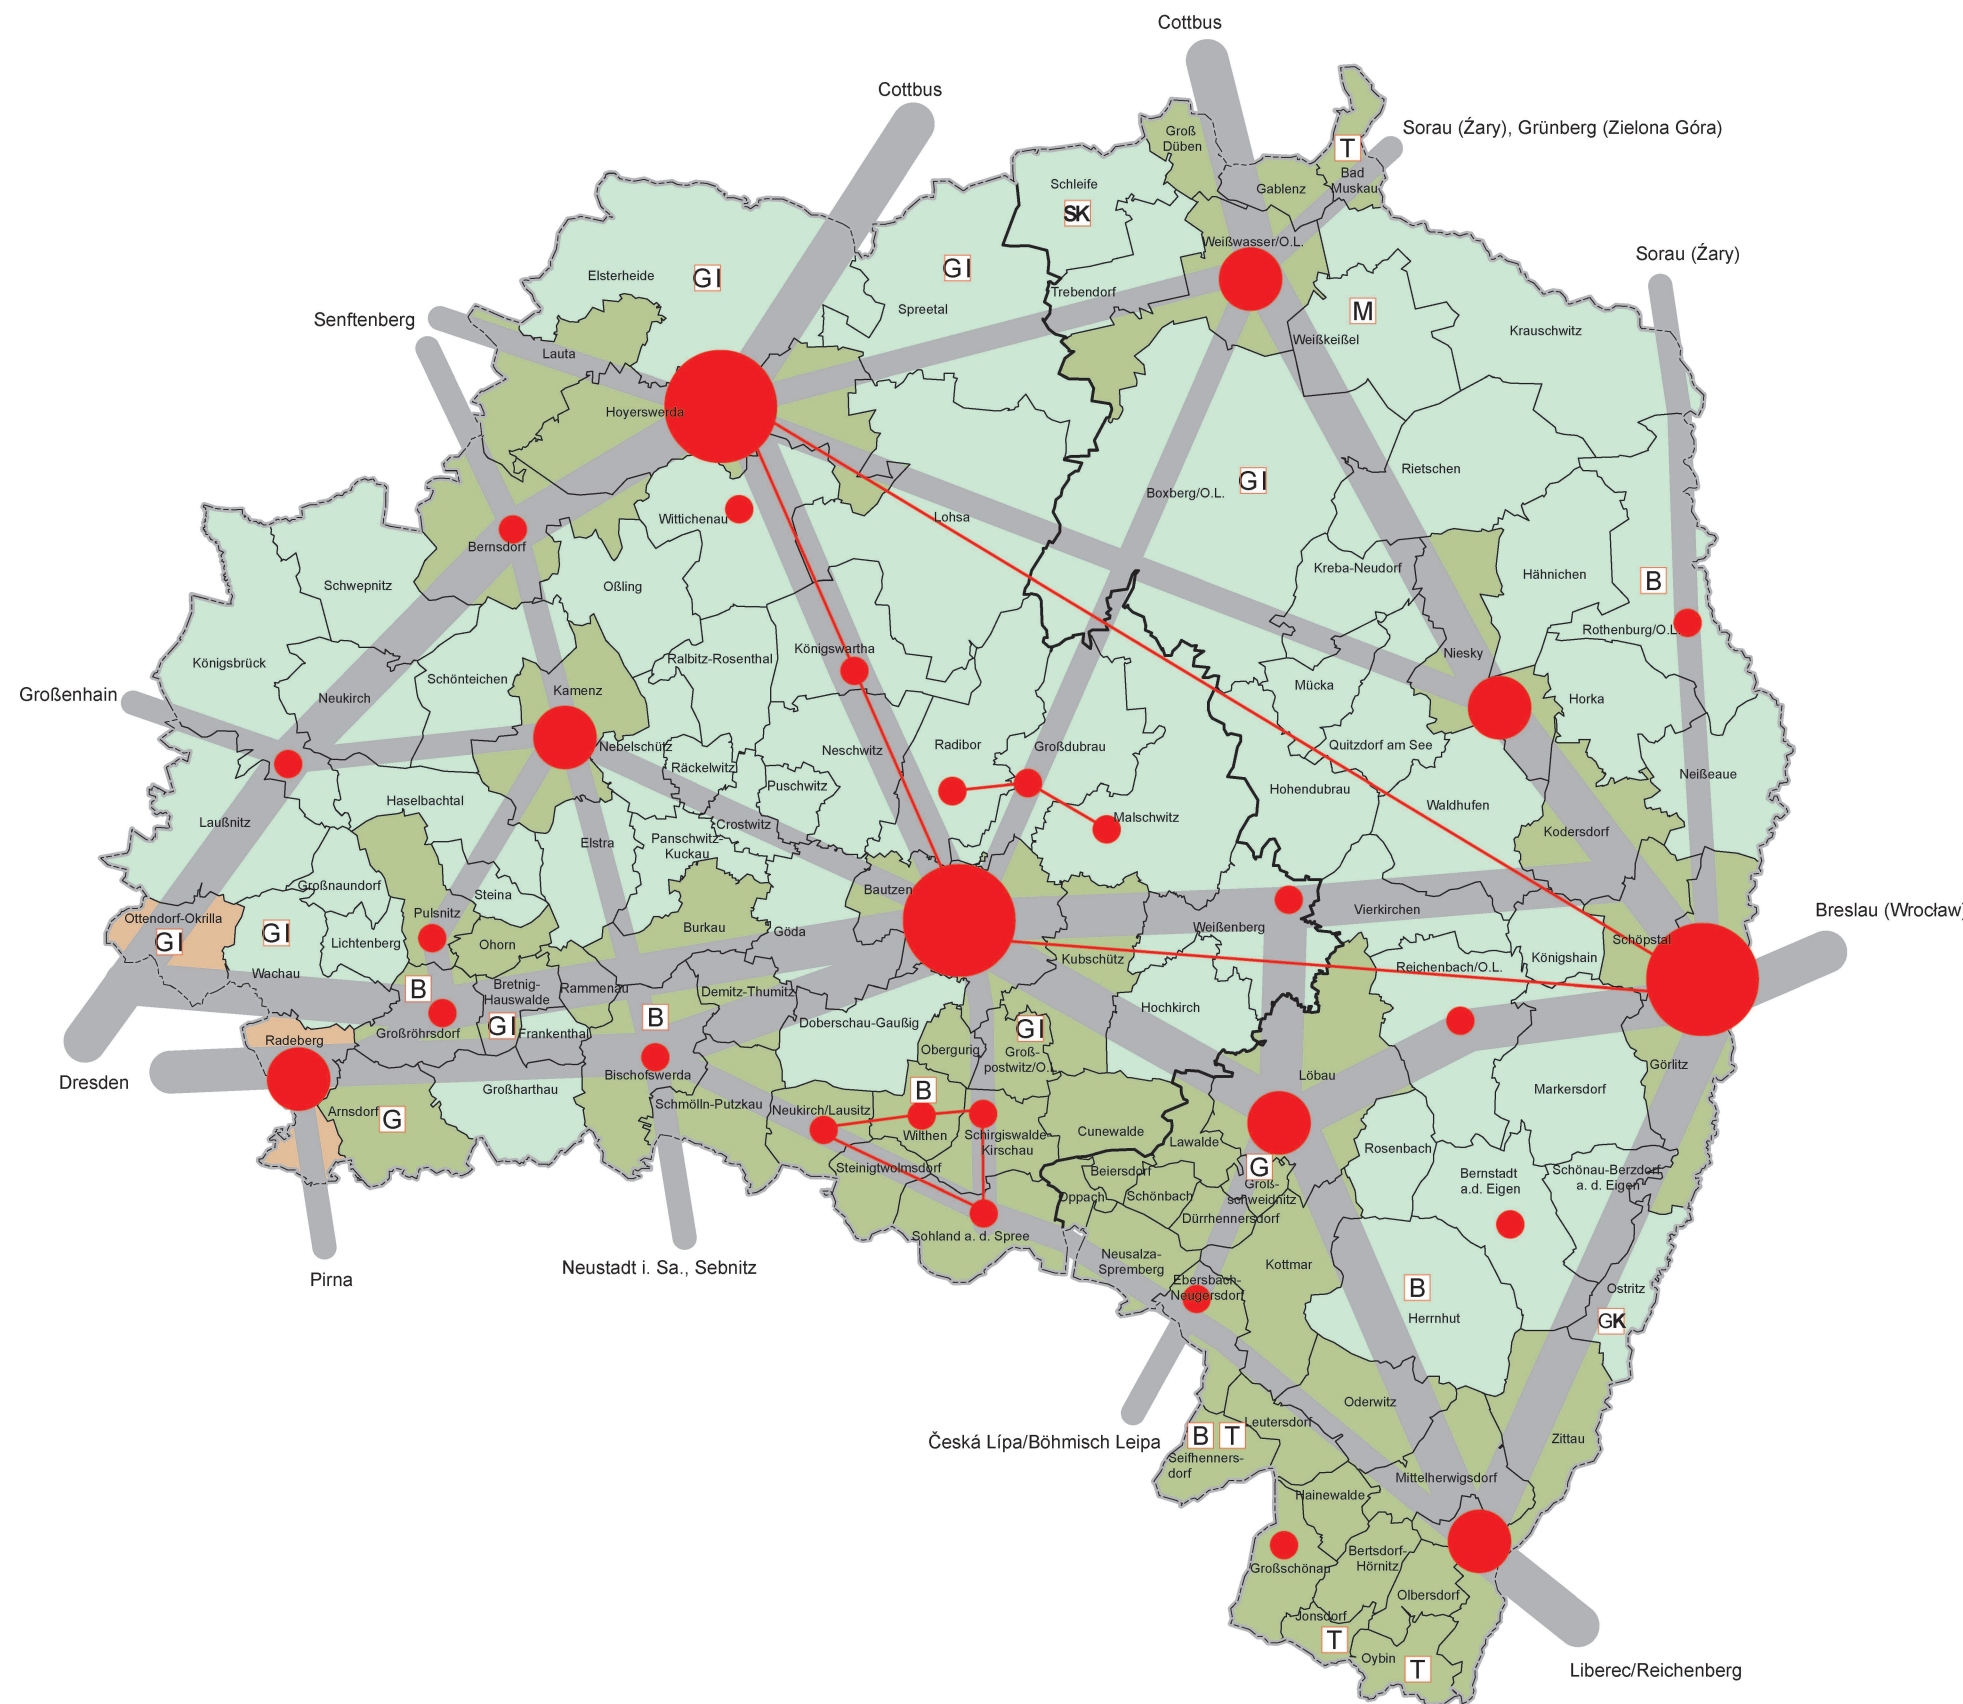 Cottbus
Cottbus
Sorau (Źary), Grünberg (Zielona Góra)
Groß
Düben
T
Bad
Muskau
Gablenz
Schleife
SK
Weißwasser/O.L.
Sorau (Źary)
Elsterheide
GI
GI
Spreetal
Trebendorf
M
Weißkeißel
Krauschwitz
Senftenberg
Lauta
Hoyerswerda
Rietschen
Boxberg/O.L.
GI
Wittichenau
Lohsa
Bernsdorf
Kreba-Neudorf
Hähnichen
B
Schwepnitz
Oßling
Rothenburg/O.L.
Königswartha
Niesky
Königsbrück
Ralbitz-Rosenthal
Schönteichen
Mücka
Großenhain
Neukirch
Kamenz
Horka
Nebelschütz
Neschwitz
Radibor
Großdubrau
Quitzdorf am See
Räckelwitz
Neißeaue
Puschwitz
Hohendubrau
Haselbachtal
Waldhufen
Laußnitz
Crostwitz
Malschwitz
Kodersdorf
Elstra
Panschwitz-
Kuckau
Großnaundorf
Steina
Bautzen
Ottendorf-Okrilla
GI
GI
Pulsnitz
Vierkirchen
Breslau (Wrocław)
Lichtenberg
Ohorn
Burkau
Göda
Weißenberg
Schöpstal
Wachau
Kubschütz
Reichenbach/O.L.
Königshain
B
Bretnig-
Hauswalde
Rammenau
Demitz-Thumitz
Hochkirch
Großröhrsdorf
GI
Frankenthal
B
Doberschau-Gaußig
GI
Radeberg
Obergurig
Groß-
postwitz/O.L.
Görlitz
Dresden
Großharthau
Bischofswerda
Löbau
Markersdorf
Arnsdorf
G
Schmölln-Putzkau
Neukirch/Lausitz
B
Wilthen
Schirgiswalde-
Kirschau
Cunewalde
Lawalde
Rosenbach
Steinigtwolmsdorf
Beiersdorf
G
Bernstadt
a.d. Eigen
Schönau-Berzdorf
a. d. Eigen
Oppach
Schönbach
Groß-
schweidnitz
Dürrhennersdorf
Sohland a. d. Spree
Pirna
Neustadt i. Sa., Sebnitz
Neusalza-
Spremberg
Kottmar
Ebersbach-
Neugersdorf
B
Herrnhut
Ostritz
GK
Česká Lípa/Böhmisch Leipa
Oderwitz
Leutersdorf
B
T
Seifhenners-
dorf
Zittau
Mittelherwigsdorf
Hainewalde
Großschönau
Bertsdorf-
Hörnitz
Olbersdorf
Jonsdorf
T
Oybin
T
Liberec/Reichenberg